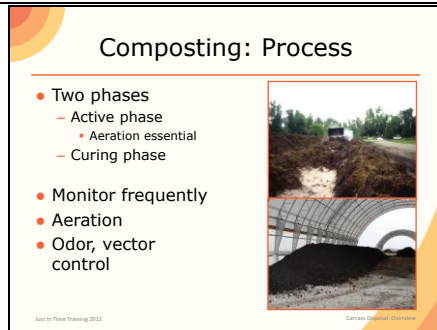 Composting: Process
• Two phases
– Active phase
▪ Aeration essential
– Curing phase
• Monitor frequently
• Aeration
• Odor, vector
control
Just In Time Training 2012
Carcass Disposal: Overview